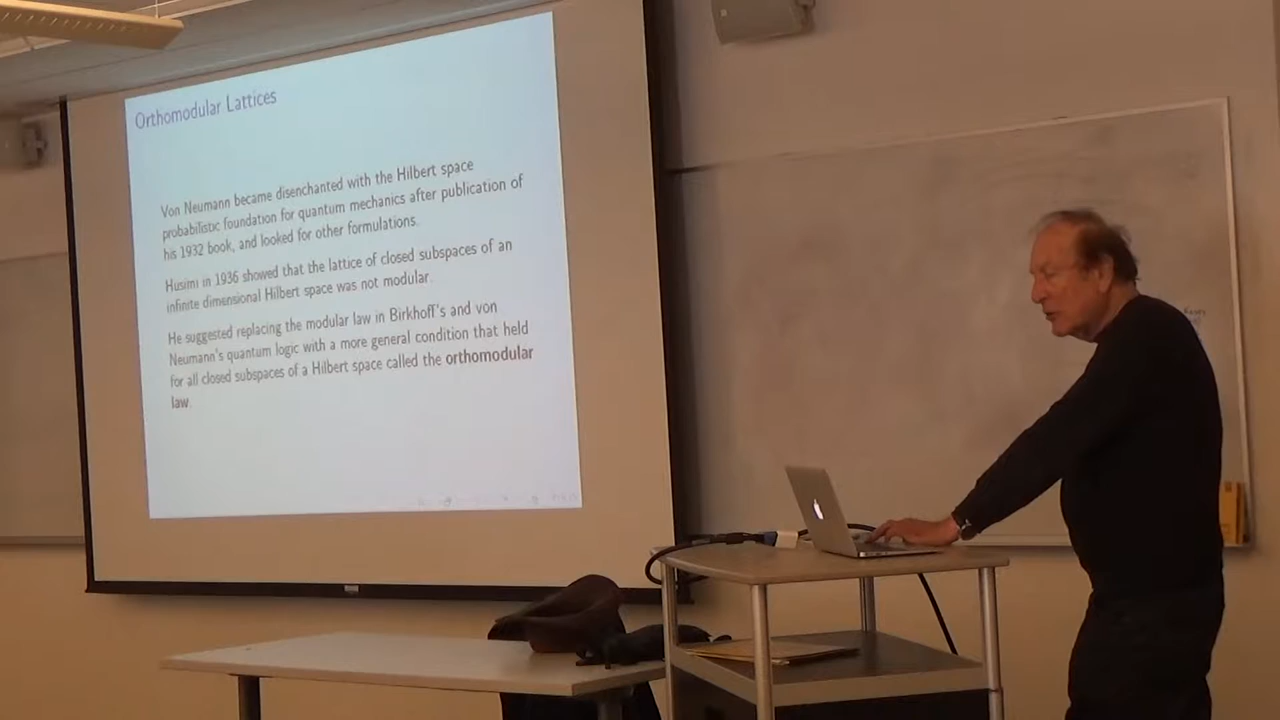 Orthomodular Lattices
Von Neumann became disenchanted with the Hilbert space
probabilistic foundation for quantum mechanics after publication of
his 1932 book, and looked for other formulations.
Husimi in 1936 showed that the lattice of closed subspaces of an
infinite dimensional Hilbert space was not modular.
He suggested replacing the modular law in Birkhoff's and von
Neumann's quantum logic with a more general condition that held
for all closed subspaces of a Hilbert space called the orthomodular
law.